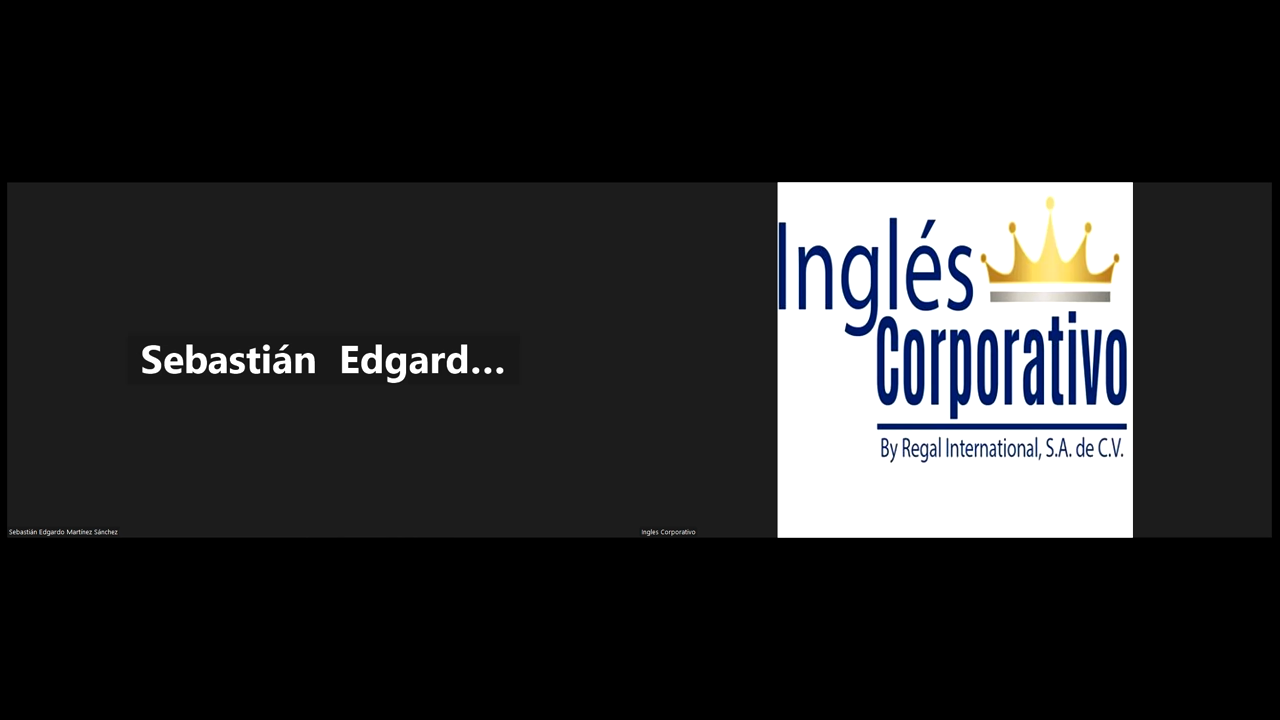 Sebastián Edgard...
Sebastián Edgardo Martínez Sánchez
Inglés
Corporativo
By Regal International, S.A. de C.V.
Ingles Corporativo